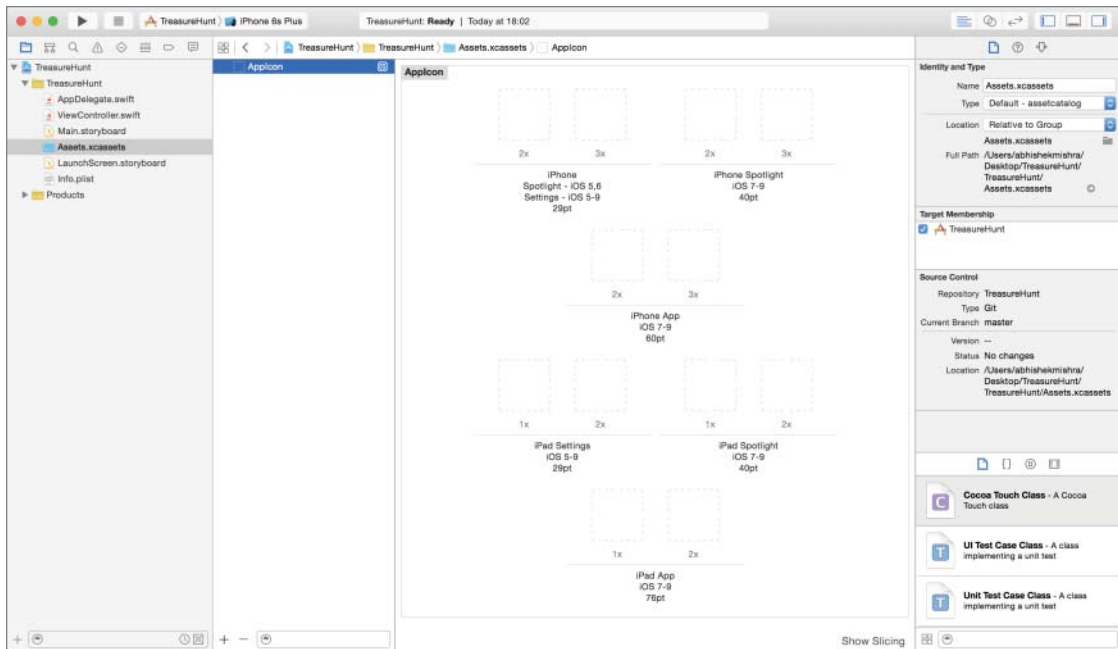 TreasureHunt
iPhone 6s Plus
TreasureHunt: Ready | Today at 18:02
TreasureHunt
TreasureHunt
Assets.xcassets
AppIcon
TreasureHunt
TreasureHunt
AppDelegate.swift
ViewController.swift
Main.storyboard
Assets.xcassets
LaunchScreen.storyboard
Info.plist
Products
AppIcon
AppIcon
2x
3x
iPhone
Spotlight - iOS 5,6
Settings - iOS 5-9
29pt
2x
3x
iPhone Spotlight
iOS 7-9
40pt
2x
3x
iPhone App
iOS 7-9
60pt
1x
2x
iPad Settings
iOS 5-9
29pt
1x
2x
iPad Spotlight
iOS 7-9
40pt
1x
2x
iPad App
iOS 7-9
76pt
Show Slicing
Identity and Type
Name Assets.xcassets
Type Default - assetcatalog
Location Relative to Group
Assets.xcassets
Full Path /Users/abhishekmishra/
Desktop/TreasureHunt/
TreasureHunt/
Assets.xcassets
Target Membership
TreasureHunt
Source Control
Repository TreasureHunt
Type Git
Current Branch master
Version --
Status No changes
Location /Users/abhishekmishra/
Desktop/TreasureHunt/
TreasureHunt/Assets.xcassets
C
Cocoa Touch Class - A Cocoa
Touch class
T
UI Test Case Class - A class
implementing a unit test
T
Unit Test Case Class - A class
implementing a unit test